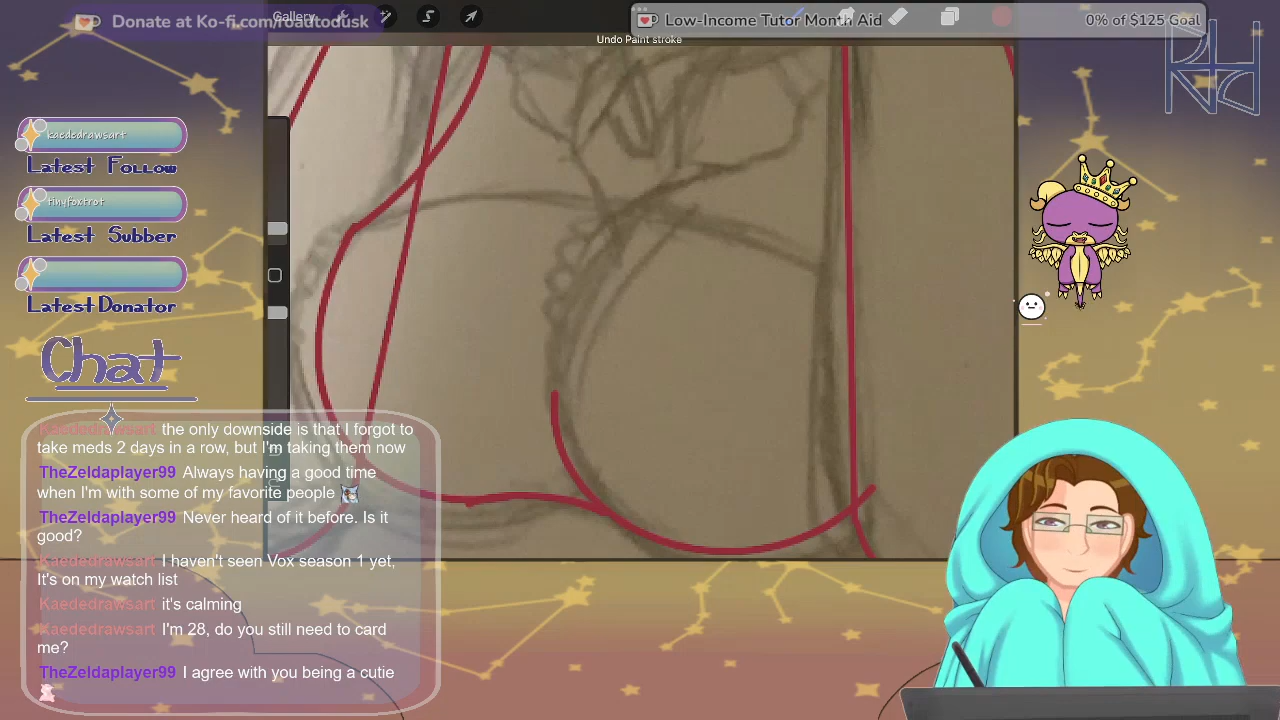 Donate at Ko-fi.com/roadtodusk
Gallery
Low-Income Tutor Month Aid
0% of $125 Goal
Undo Paint stroke
kaededrawsart
Latest Follow
tinyfoxtrot
Latest Subber
Latest Donator
Chat
Kaededrawsart the only downside is that I forgot to
take meds 2 days in a row, but I'm taking them now
TheZeldaplayer99 Always having a good time
when I'm with some of my favorite people
TheZeldaplayer99 Never heard of it before. Is it
good?
Kaededrawsart I haven't seen Vox season 1 yet,
It's on my watch list
Kaededrawsart it's calming
Kaededrawsart I'm 28, do you still need to card
me?
TheZeldaplayer99 I agree with you being a cutie